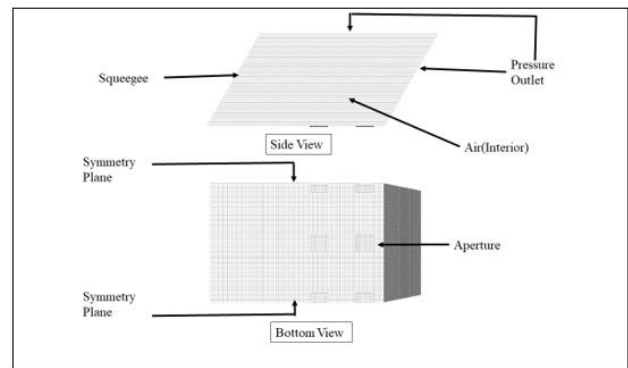 Squeegee
Pressure
Outlet
Side View
Air(Interior)
Symmetry
Plane
Aperture
Symmetry
Plane
Bottom View